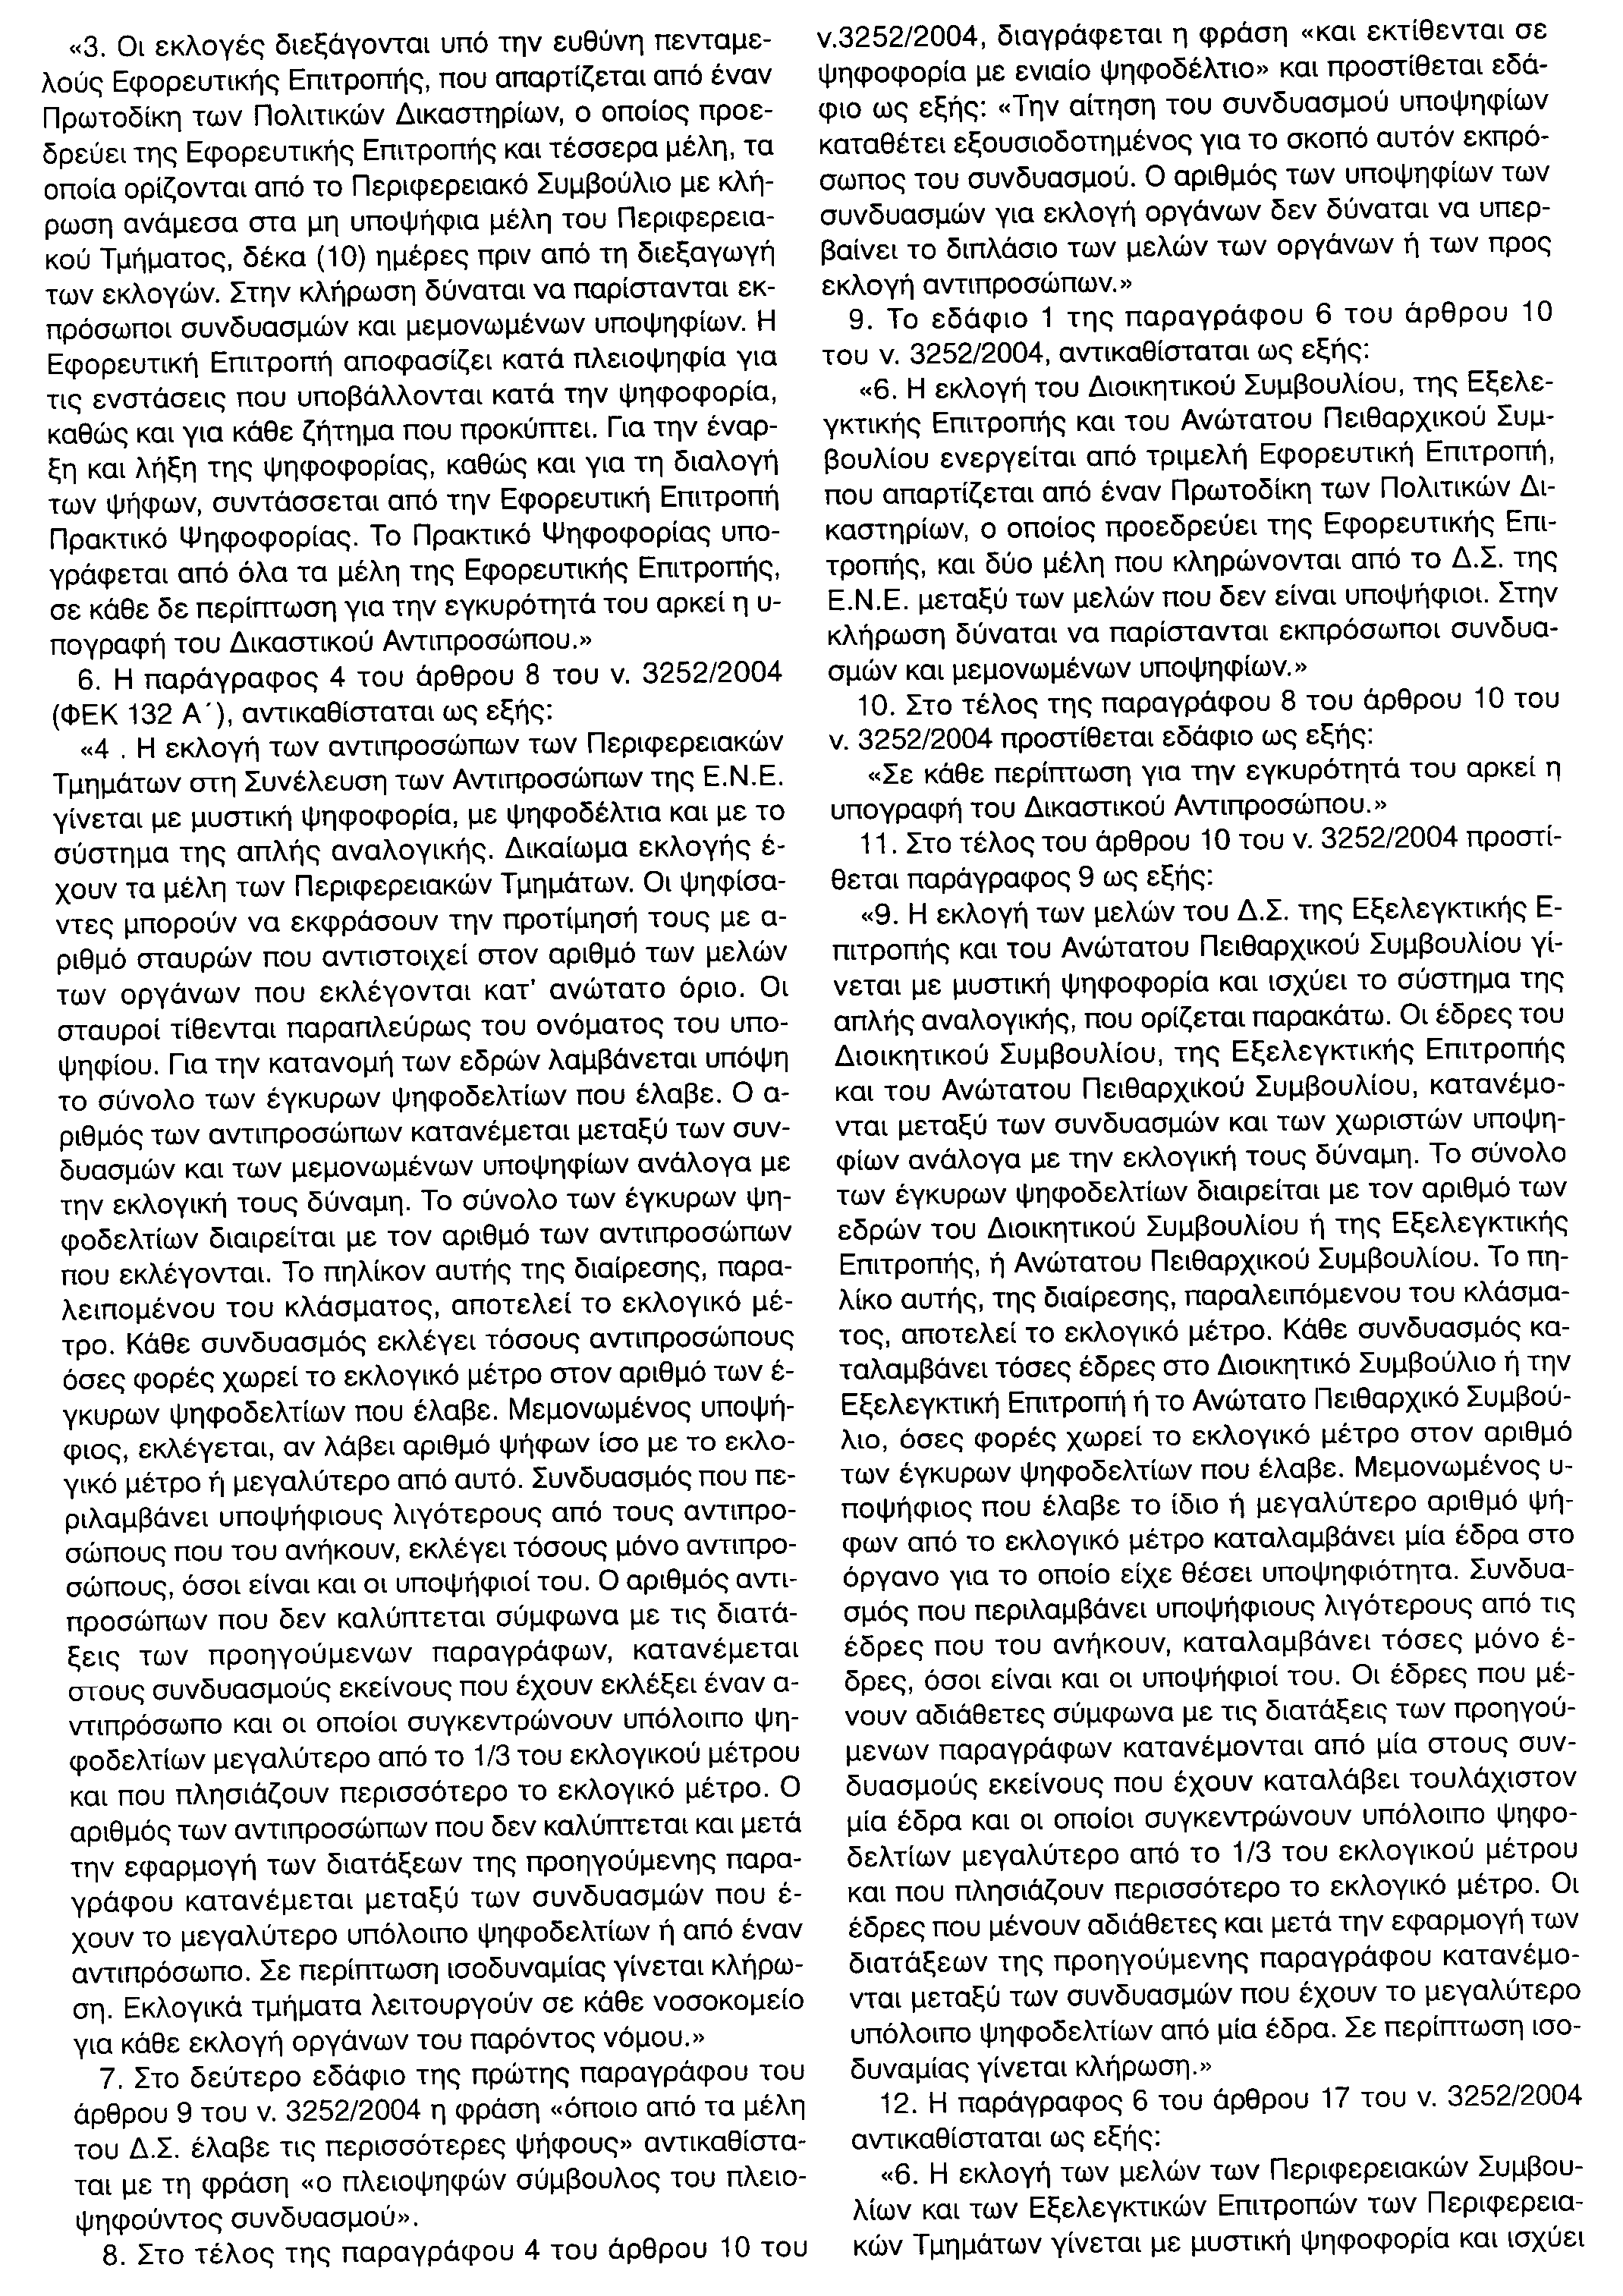 «3. Οι εκλογές διεξάγονται υπό την ευθύνη πενταμε-
λούς Εφορευτικής Επιτροπής, που απαρτίζεται από έναν
Πρωτοδίκη των Πολιτικών Δικαστηρίων, ο οποίος προε-
δρεύει της Εφορευτικής Επιτροπής και τέσσερα μέλη, τα
οποία ορίζονται από το Περιφερειακό Συμβούλιο με κλή-
ρωση ανάμεσα στα μη υποψήφια μέλη του Περιφερεια-
κού Τμήματος, δέκα (10) ημέρες πριν από τη διεξαγωγή
των εκλογών. Στην κλήρωση δύναται να παρίστανται εκ-
πρόσωποι συνδυασμών και μεμονωμένων υποψηφίων. Η
Εφορευτική Επιτροπή αποφασίζει κατά πλειοψηφία για
τις ενστάσεις που υποβάλλονται κατά την ψηφοφορία,
καθώς και για κάθε ζήτημα που προκύπτει. Για την έναρ-
ξη και λήξη της ψηφοφορίας, καθώς και για τη διαλογή
των ψήφων, συντάσσεται από την Εφορευτική Επιτροπή
Πρακτικό Ψηφοφορίας. Το Πρακτικό Ψηφοφορίας υπο-
γράφεται από όλα τα μέλη της Εφορευτικής Επιτροπής,
σε κάθε δε περίπτωση για την εγκυρότητά του αρκεί η υ-
πογραφή του Δικαστικού Αντιπροσώπου.»
6. Η παράγραφος 4 του άρθρου 8 του ν. 3252/2004
(ΦΕΚ 132 Α΄), αντικαθίσταται ως εξής:
«4 . Η εκλογή των αντιπροσώπων των Περιφερειακών
Τμημάτων στη Συνέλευση των Αντιπροσώπων της Ε.Ν.Ε.
γίνεται με μυστική ψηφοφορία, με ψηφοδέλτια και με το
σύστημα της απλής αναλογικής. Δικαίωμα εκλογής έ-
χουν τα μέλη των Περιφερειακών Τμημάτων. Οι ψηφίσα-
ντες μπορούν να εκφράσουν την προτίμησή τους με α-
ριθμό σταυρών που αντιστοιχεί στον αριθμό των μελών
των οργάνων που εκλέγονται κατ' ανώτατο όριο. Οι
σταυροί τίθενται παραπλεύρως του ονόματος του υπο-
ψηφίου. Για την κατανομή των εδρών λαμβάνεται υπόψη
το σύνολο των έγκυρων ψηφοδελτίων που έλαβε. Ο α-
ριθμός των αντιπροσώπων κατανέμεται μεταξύ των συν-
δυασμών και των μεμονωμένων υποψηφίων ανάλογα με
την εκλογική τους δύναμη. Το σύνολο των έγκυρων ψη-
φοδελτίων διαιρείται με τον αριθμό των αντιπροσώπων
που εκλέγονται. Το πηλίκον αυτής της διαίρεσης, παρα-
λειπομένου του κλάσματος, αποτελεί το εκλογικό μέ-
τρο. Κάθε συνδυασμός εκλέγει τόσους αντιπροσώπους
όσες φορές χωρεί το εκλογικό μέτρο στον αριθμό των έ-
γκυρων ψηφοδελτίων που έλαβε. Μεμονωμένος υποψή-
φιος, εκλέγεται, αν λάβει αριθμό ψήφων ίσο με το εκλο-
γικό μέτρο ή μεγαλύτερο από αυτό. Συνδυασμός που πε-
ριλαμβάνει υποψήφιους λιγότερους από τους αντιπρο-
σώπους που του ανήκουν, εκλέγει τόσους μόνο αντιπρο-
σώπους, όσοι είναι και οι υποψήφιοί του. Ο αριθμός αντι-
προσώπων που δεν καλύπτεται σύμφωνα με τις διατά-
ξεις των προηγούμενων παραγράφων, κατανέμεται
στους συνδυασμούς εκείνους που έχουν εκλέξει έναν α-
ντιπρόσωπο και οι οποίοι συγκεντρώνουν υπόλοιπο ψη-
φοδελτίων μεγαλύτερο από το 1/3 του εκλογικού μέτρου
και που πλησιάζουν περισσότερο το εκλογικό μέτρο. Ο
αριθμός των αντιπροσώπων που δεν καλύπτεται και μετά
την εφαρμογή των διατάξεων της προηγούμενης παρα-
γράφου κατανέμεται μεταξύ των συνδυασμών που έ-
χουν το μεγαλύτερο υπόλοιπο ψηφοδελτίων ή από έναν
αντιπρόσωπο. Σε περίπτωση ισοδυναμίας γίνεται κλήρω-
ση. Εκλογικά τμήματα λειτουργούν σε κάθε νοσοκομείο
για κάθε εκλογή οργάνων του παρόντος νόμου.»
7. Στο δεύτερο εδάφιο της πρώτης παραγράφου του
άρθρου 9 του ν. 3252/2004 η φράση «όποιο από τα μέλη
του Δ.Σ. έλαβε τις περισσότερες ψήφους» αντικαθίστα-
ται με τη φράση «ο πλειοψηφών σύμβουλος του πλειο-
ψηφούντος συνδυασμού».
8. Στο τέλος της παραγράφου 4 του άρθρου 10 του
ν.3252/2004, διαγράφεται η φράση «και εκτίθενται σε
ψηφοφορία με ενιαίο ψηφοδέλτιο» και προστίθεται εδά-
φιο ως εξής: «Την αίτηση του συνδυασμού υποψηφίων
καταθέτει εξουσιοδοτημένος για το σκοπό αυτόν εκπρό-
σωπος του συνδυασμού. Ο αριθμός των υποψηφίων των
συνδυασμών για εκλογή οργάνων δεν δύναται να υπερ-
βαίνει το διπλάσιο των μελών των οργάνων ή των προς
εκλογή αντιπροσώπων.»
9. Το εδάφιο 1 της παραγράφου 6 του άρθρου 10
του ν. 3252/2004, αντικαθίσταται ως εξής:
«6. Η εκλογή του Διοικητικού Συμβουλίου, της Εξελε-
γκτικής Επιτροπής και του Ανώτατου Πειθαρχικού Συμ-
βουλίου ενεργείται από τριμελή Εφορευτική Επιτροπή,
που απαρτίζεται από έναν Πρωτοδίκη των Πολιτικών Δι-
καστηρίων, ο οποίος προεδρεύει της Εφορευτικής Επι-
τροπής, και δύο μέλη που κληρώνονται από το Δ.Σ. της
Ε.Ν.Ε. μεταξύ των μελών που δεν είναι υποψήφιοι. Στην
κλήρωση δύναται να παρίστανται εκπρόσωποι συνδυα-
σμών και μεμονωμένων υποψηφίων.»
10. Στο τέλος της παραγράφου 8 του άρθρου 10 του
ν. 3252/2004 προστίθεται εδάφιο ως εξής:
«Σε κάθε περίπτωση για την εγκυρότητά του αρκεί η
υπογραφή του Δικαστικού Αντιπροσώπου.»
11. Στο τέλος του άρθρου 10 του ν. 3252/2004 προστί-
θεται παράγραφος 9 ως εξής:
«9. Η εκλογή των μελών του Δ.Σ. της Εξελεγκτικής Ε-
πιτροπής και του Ανώτατου Πειθαρχικού Συμβουλίου γί-
νεται με μυστική ψηφοφορία και ισχύει το σύστημα της
απλής αναλογικής, που ορίζεται παρακάτω. Οι έδρες του
Διοικητικού Συμβουλίου, της Εξελεγκτικής Επιτροπής
και του Ανώτατου Πειθαρχικού Συμβουλίου, κατανέμο-
νται μεταξύ των συνδυασμών και των χωριστών υποψη-
φίων ανάλογα με την εκλογική τους δύναμη. Το σύνολο
των έγκυρων ψηφοδελτίων διαιρείται με τον αριθμό των
εδρών του Διοικητικού Συμβουλίου ή της Εξελεγκτικής
Επιτροπής, ή Ανώτατου Πειθαρχικού Συμβουλίου. Το πη-
λίκο αυτής, της διαίρεσης, παραλειπόμενου του κλάσμα-
τος, αποτελεί το εκλογικό μέτρο. Κάθε συνδυασμός κα-
ταλαμβάνει τόσες έδρες στο Διοικητικό Συμβούλιο ή την
Εξελεγκτική Επιτροπή ή το Ανώτατο Πειθαρχικό Συμβού-
λιο, όσες φορές χωρεί το εκλογικό μέτρο στον αριθμό
των έγκυρων ψηφοδελτίων που έλαβε. Μεμονωμένος υ-
ποψήφιος που έλαβε το ίδιο ή μεγαλύτερο αριθμό ψή-
φων από το εκλογικό μέτρο καταλαμβάνει μία έδρα στο
όργανο για το οποίο είχε θέσει υποψηφιότητα. Συνδυα-
σμός που περιλαμβάνει υποψήφιους λιγότερους από τις
έδρες που του ανήκουν, καταλαμβάνει τόσες μόνο έ-
δρες, όσοι είναι και οι υποψήφιοί του. Οι έδρες που μέ-
νουν αδιάθετες σύμφωνα με τις διατάξεις των προηγού-
μενων παραγράφων κατανέμονται από μία στους συν-
δυασμούς εκείνους που έχουν καταλάβει τουλάχιστον
μία έδρα και οι οποίοι συγκεντρώνουν υπόλοιπο ψηφο-
δελτίων μεγαλύτερο από το 1/3 του εκλογικού μέτρου
και που πλησιάζουν περισσότερο το εκλογικό μέτρο. Οι
έδρες που μένουν αδιάθετες και μετά την εφαρμογή των
διατάξεων της προηγούμενης παραγράφου κατανέμο-
νται μεταξύ των συνδυασμών που έχουν το μεγαλύτερο
υπόλοιπο ψηφοδελτίων από μία έδρα. Σε περίπτωση ισο-
δυναμίας γίνεται κλήρωση.»
12. Η παράγραφος 6 του άρθρου 17 του ν. 3252/2004
αντικαθίσταται ως εξής:
«6. Η εκλογή των μελών των Περιφερειακών Συμβου-
λίων και των Εξελεγκτικών Επιτροπών των Περιφερεια-
κών Τμημάτων γίνεται με μυστική ψηφοφορία και ισχύει